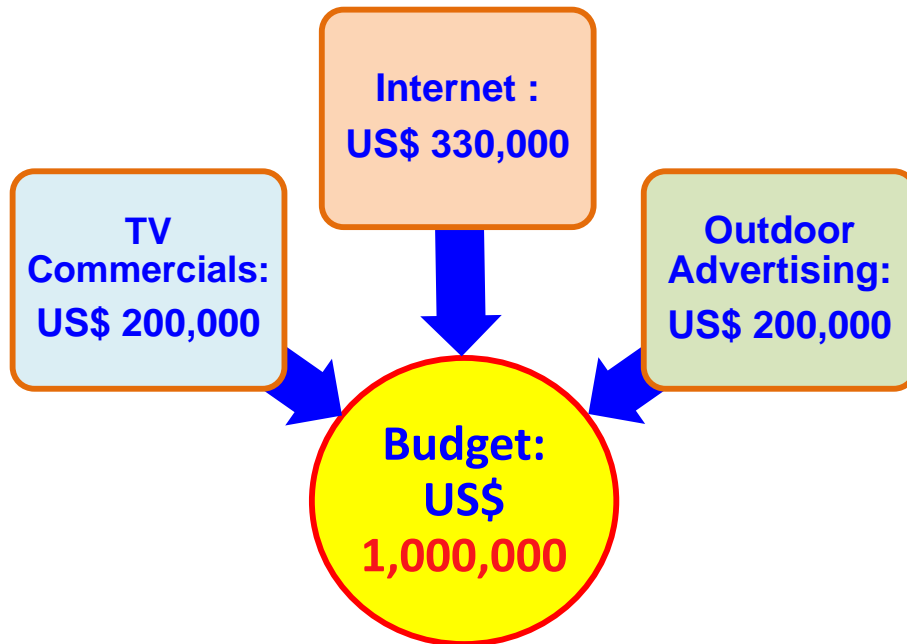 Internet :
US$ 330,000
TV
Commercials:
US$ 200,000
Outdoor
Advertising:
US$ 200,000
Budget:
US$
1,000,000